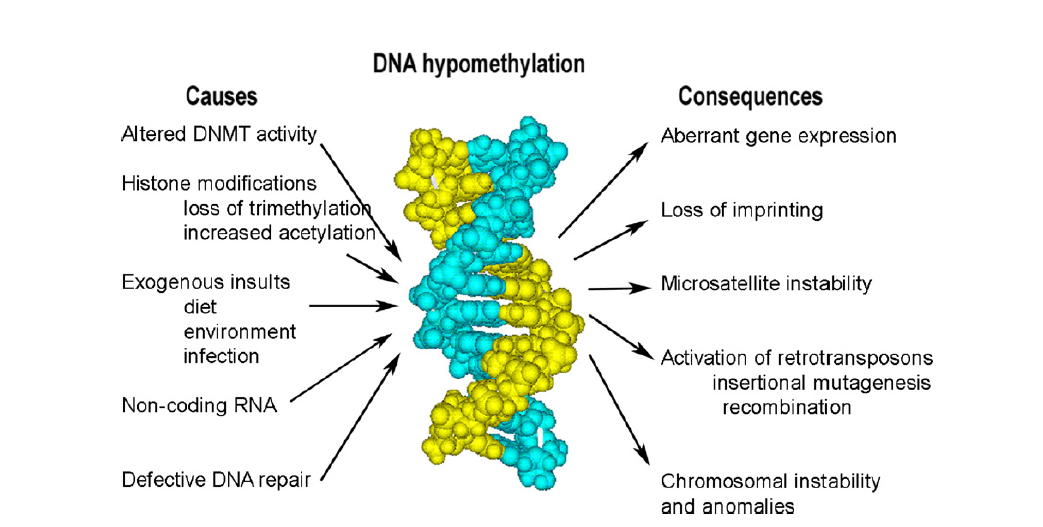 DNA hypomethylation
Causes
Altered DNMT activity
Histone modifications
loss of trimethylation
increased acetylation
Exogenous insults
diet
environment
infection
Non-coding RNA
Defective DNA repair
Consequences
Aberrant gene expression
Loss of imprinting
Microsatellite instability
Activation of retrotransposons
insertional mutagenesis
recombination
Chromosomal instability
and anomalies